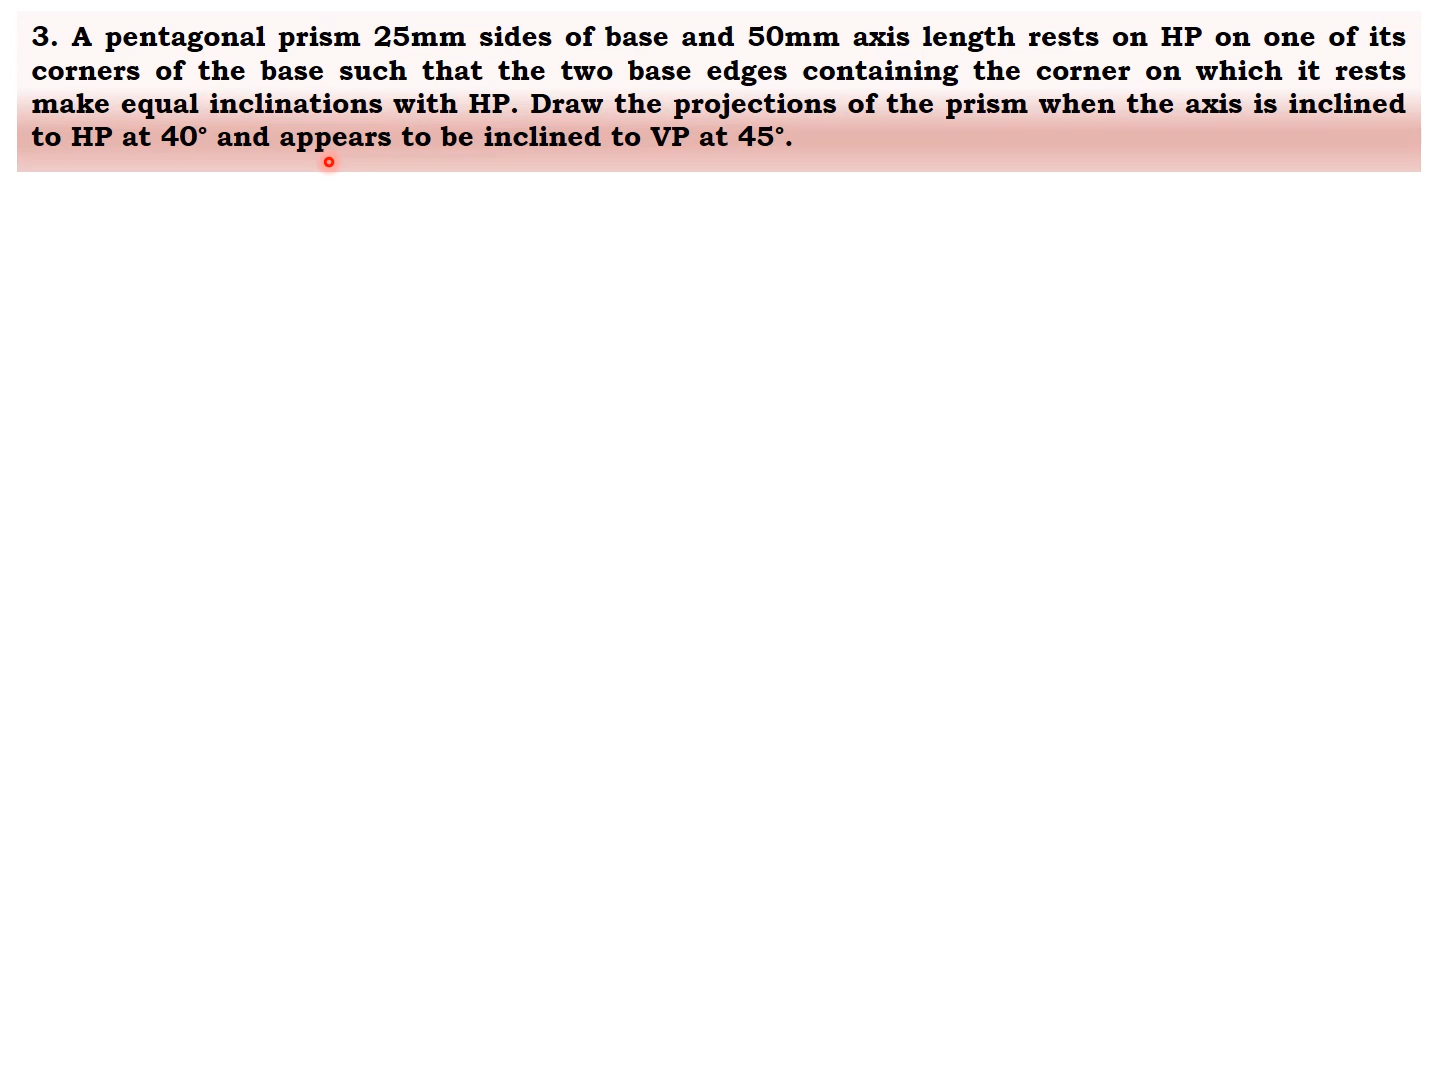 3. A pentagonal prism 25mm sides of base and 50mm axis length rests on HP on one of its
corners of the base such that the two base edges containing the corner on which it rests
make equal inclinations with HP. Draw the projections of the prism when the axis is inclined
to HP at 40° and appears to be inclined to VP at 45°.